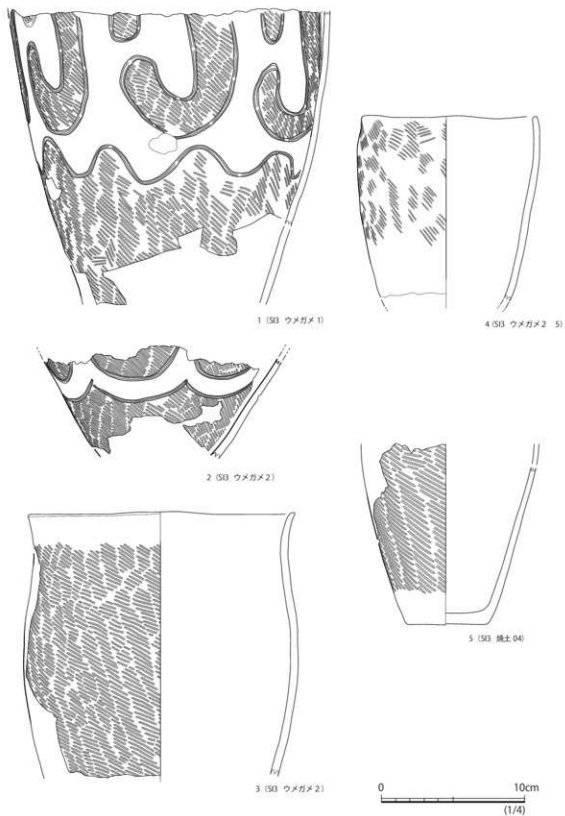 1 (SI3 ウメガメ 1)
4 (SI3 ウメガメ 2 5)
2 (SI3 ウメガメ 2)
5 (SI3 焼土 04)
3 (SI3 ウメガメ 2)
0 10cm
(1/4)